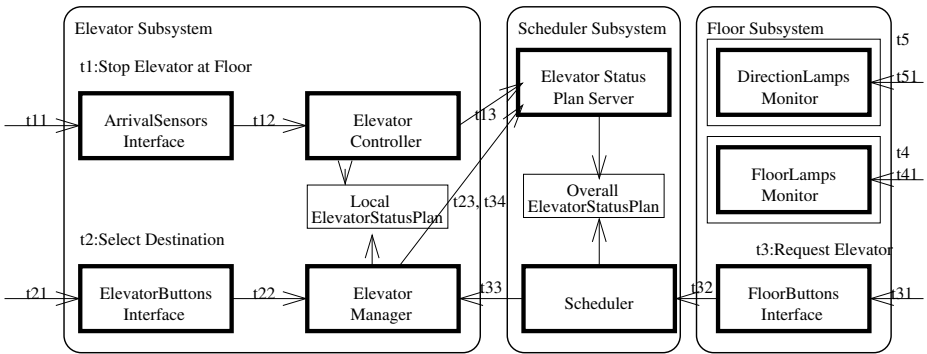 Elevator Subsystem
Scheduler Subsystem
Floor Subsystem
t5
t1:Stop Elevator at Floor
Elevator Status
Plan Server
DirectionLamps
Monitor
t51
t11
ArrivalSensors
Interface
t12
Elevator
Controller
t13
t4
FloorLamps
Monitor
t41
Local
ElevatorStatusPlan
t23, t34
Overall
ElevatorStatusPlan
t2:Select Destination
t3:Request Elevator
t21
ElevatorButtons
Interface
t22
Elevator
Manager
t33
Scheduler
t32
FloorButtons
Interface
t31